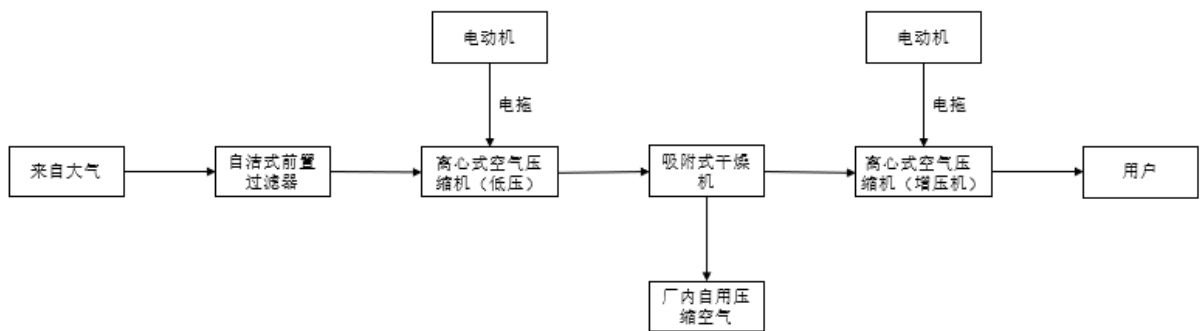 电动机
电动机
电拖
电拖
来自大气
自洁式前置
过滤器
离心式空气压
缩机（低压）
吸附式干燥
机
离心式空气压
缩机（增压机）
用户
厂内自用压
缩空气